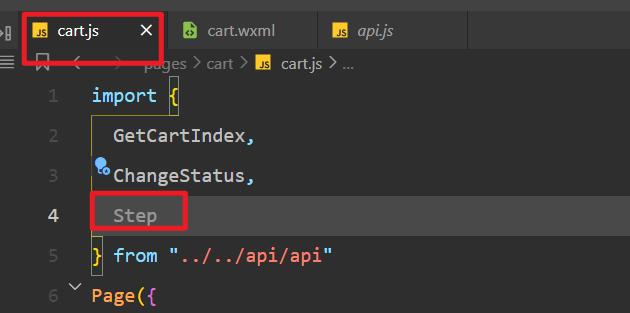 JS cart.js × cart.wxml JS api.js
pages > cart > JS cart.js > ...
1 import {
2 GetCartIndex,
3 ChangeStatus,
4 Step
5 } from "../../api/api"
6 Page({